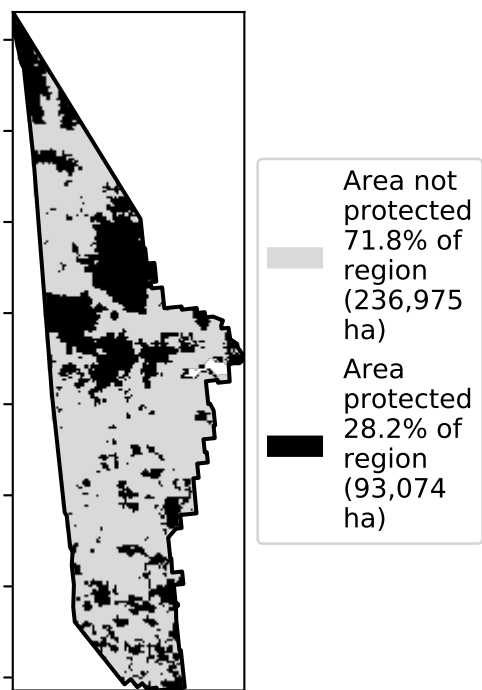 Area not
protected
71.8% of
region
(236,975
ha)
Area
protected
28.2% of
region
(93,074
ha)